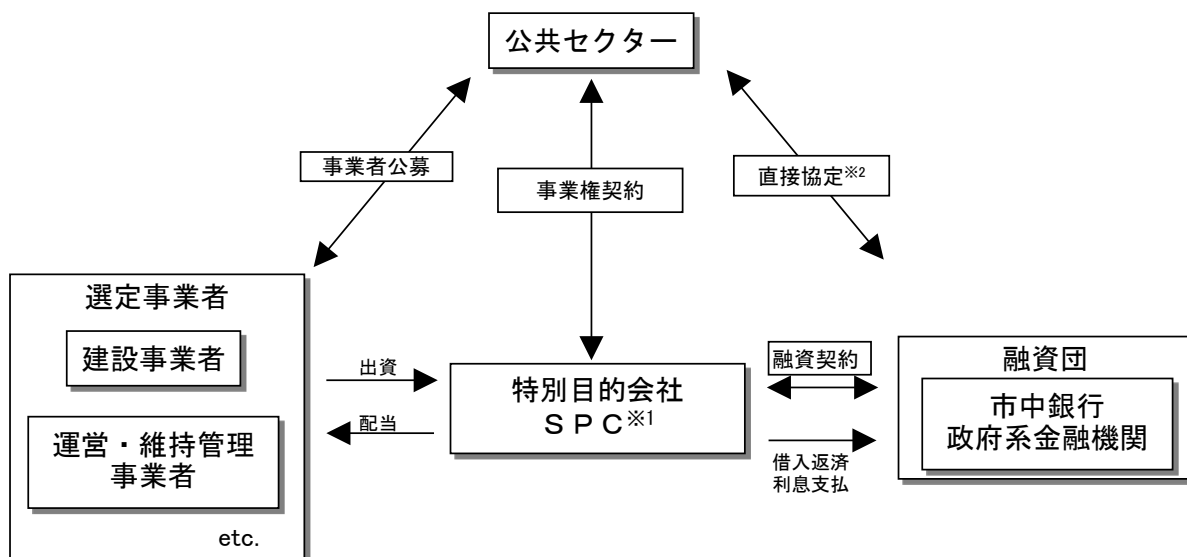 公共セクター
事業者公募
事業権契約
直接協定※2
選定事業者
建設事業者
運営・維持管理
事業者
etc.
出資
配当
特別目的会社
ＳＰＣ※1
融資契約
借入返済
利息支払
融資団
市中銀行
政府系金融機関